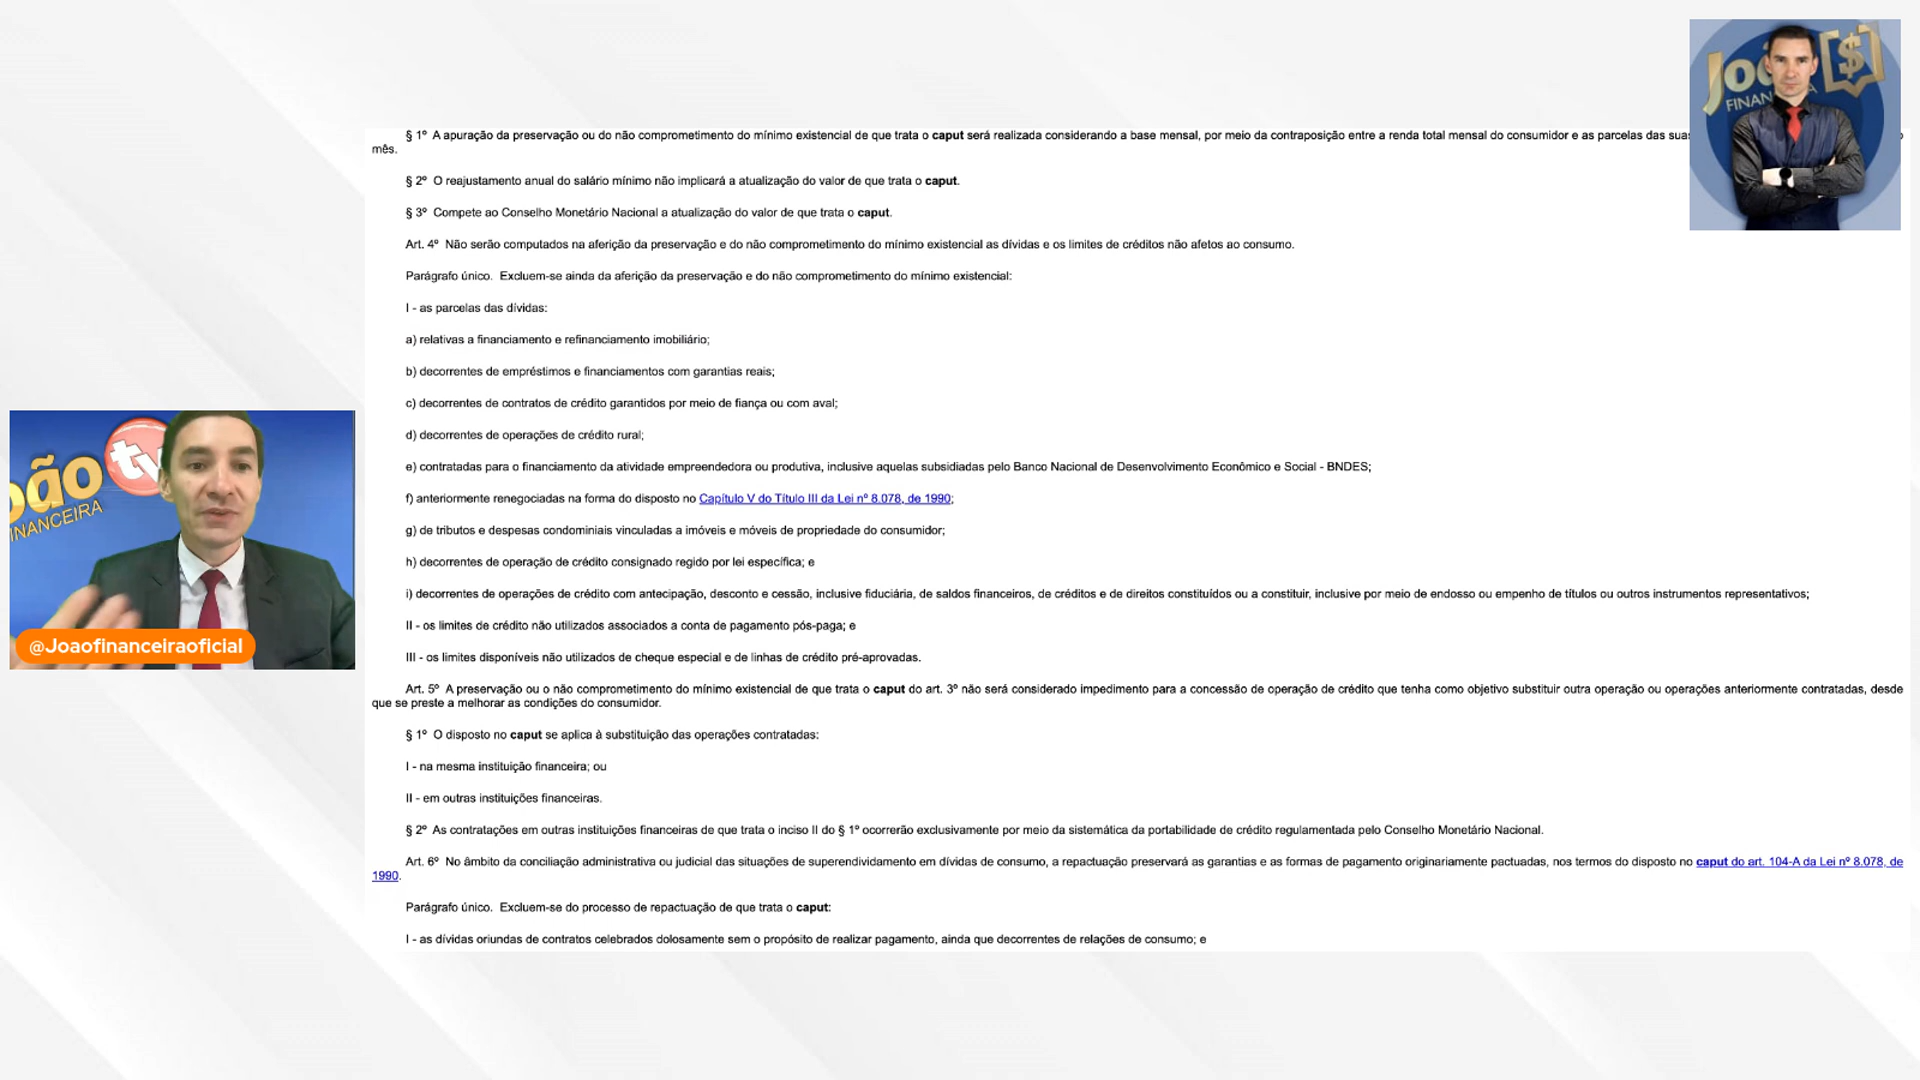 João [$]
FINANCEIRA
§ 1º A apuração da preservação ou do não comprometimento do mínimo existencial de que trata o caput será realizada considerando a base mensal, por meio da contraposição entre a renda total mensal do consumidor e as parcelas das
mês.
§ 2º O reajustamento anual do salário mínimo não implicará a atualização do valor de que trata o caput.
§ 3º Compete ao Conselho Monetário Nacional a atualização do valor de que trata o caput.
Art. 4º Não serão computados na aferição da preservação e do não comprometimento do mínimo existencial as dívidas e os limites de créditos não afetos ao consumo.
Parágrafo único. Excluem-se ainda da aferição da preservação e do não comprometimento do mínimo existencial:
I - as parcelas das dívidas:
a) relativas a financiamento e refinanciamento imobiliário;
b) decorrentes de empréstimos e financiamentos com garantias reais;
c) decorrentes de contratos de crédito garantidos por meio de fiança ou com aval;
d) decorrentes de operações de crédito rural;
e) contratadas para o financiamento da atividade empreendedora ou produtiva, inclusive aquelas subsidiadas pelo Banco Nacional de Desenvolvimento Econômico e Social - BNDES;
f) anteriormente renegociadas na forma do disposto no Capítulo V do Título III da Lei nº 8.078, de 1990;
g) de tributos e despesas condominiais vinculadas a imóveis e móveis de propriedade do consumidor;
h) decorrentes de operação de crédito consignado regido por lei específica; e
i) decorrentes de operações de crédito com antecipação, desconto e cessão, inclusive fiduciária, de saldos financeiros, de créditos e de direitos constituídos ou a constituir, inclusive por meio de endosso ou empenho de títulos ou outros instrumentos representativos;
II - os limites de crédito não utilizados associados a conta de pagamento pós-paga; e
III - os limites disponíveis não utilizados de cheque especial e de linhas de crédito pré-aprovadas.
Art. 5º A preservação ou o não comprometimento do mínimo existencial de que trata o caput do art. 3º não será considerado impedimento para a concessão de operação de crédito que tenha como objetivo substituir outra operação ou operações anteriormente contratadas, desde
que se preste a melhorar as condições do consumidor.
§ 1º O disposto no caput se aplica à substituição das operações contratadas:
I - na mesma instituição financeira; ou
II - em outras instituições financeiras.
§ 2º As contratações em outras instituições financeiras de que trata o inciso II do § 1º ocorrerão exclusivamente por meio da sistemática da portabilidade de crédito regulamentada pelo Conselho Monetário Nacional.
Art. 6º No âmbito da conciliação administrativa ou judicial das situações de superendividamento em dívidas de consumo, a repactuação preservará as garantias e as formas de pagamento originariamente pactuadas, nos termos do disposto no caput do art. 104-A da Lei nº 8.078, de
1990.
Parágrafo único. Excluem-se do processo de repactuação de que trata o caput:
I - as dívidas oriundas de contratos celebrados dolosamente sem o propósito de realizar pagamento, ainda que decorrentes de relações de consumo; e
João tv
FINANCEIRA
@Joaofinanceiraoficial